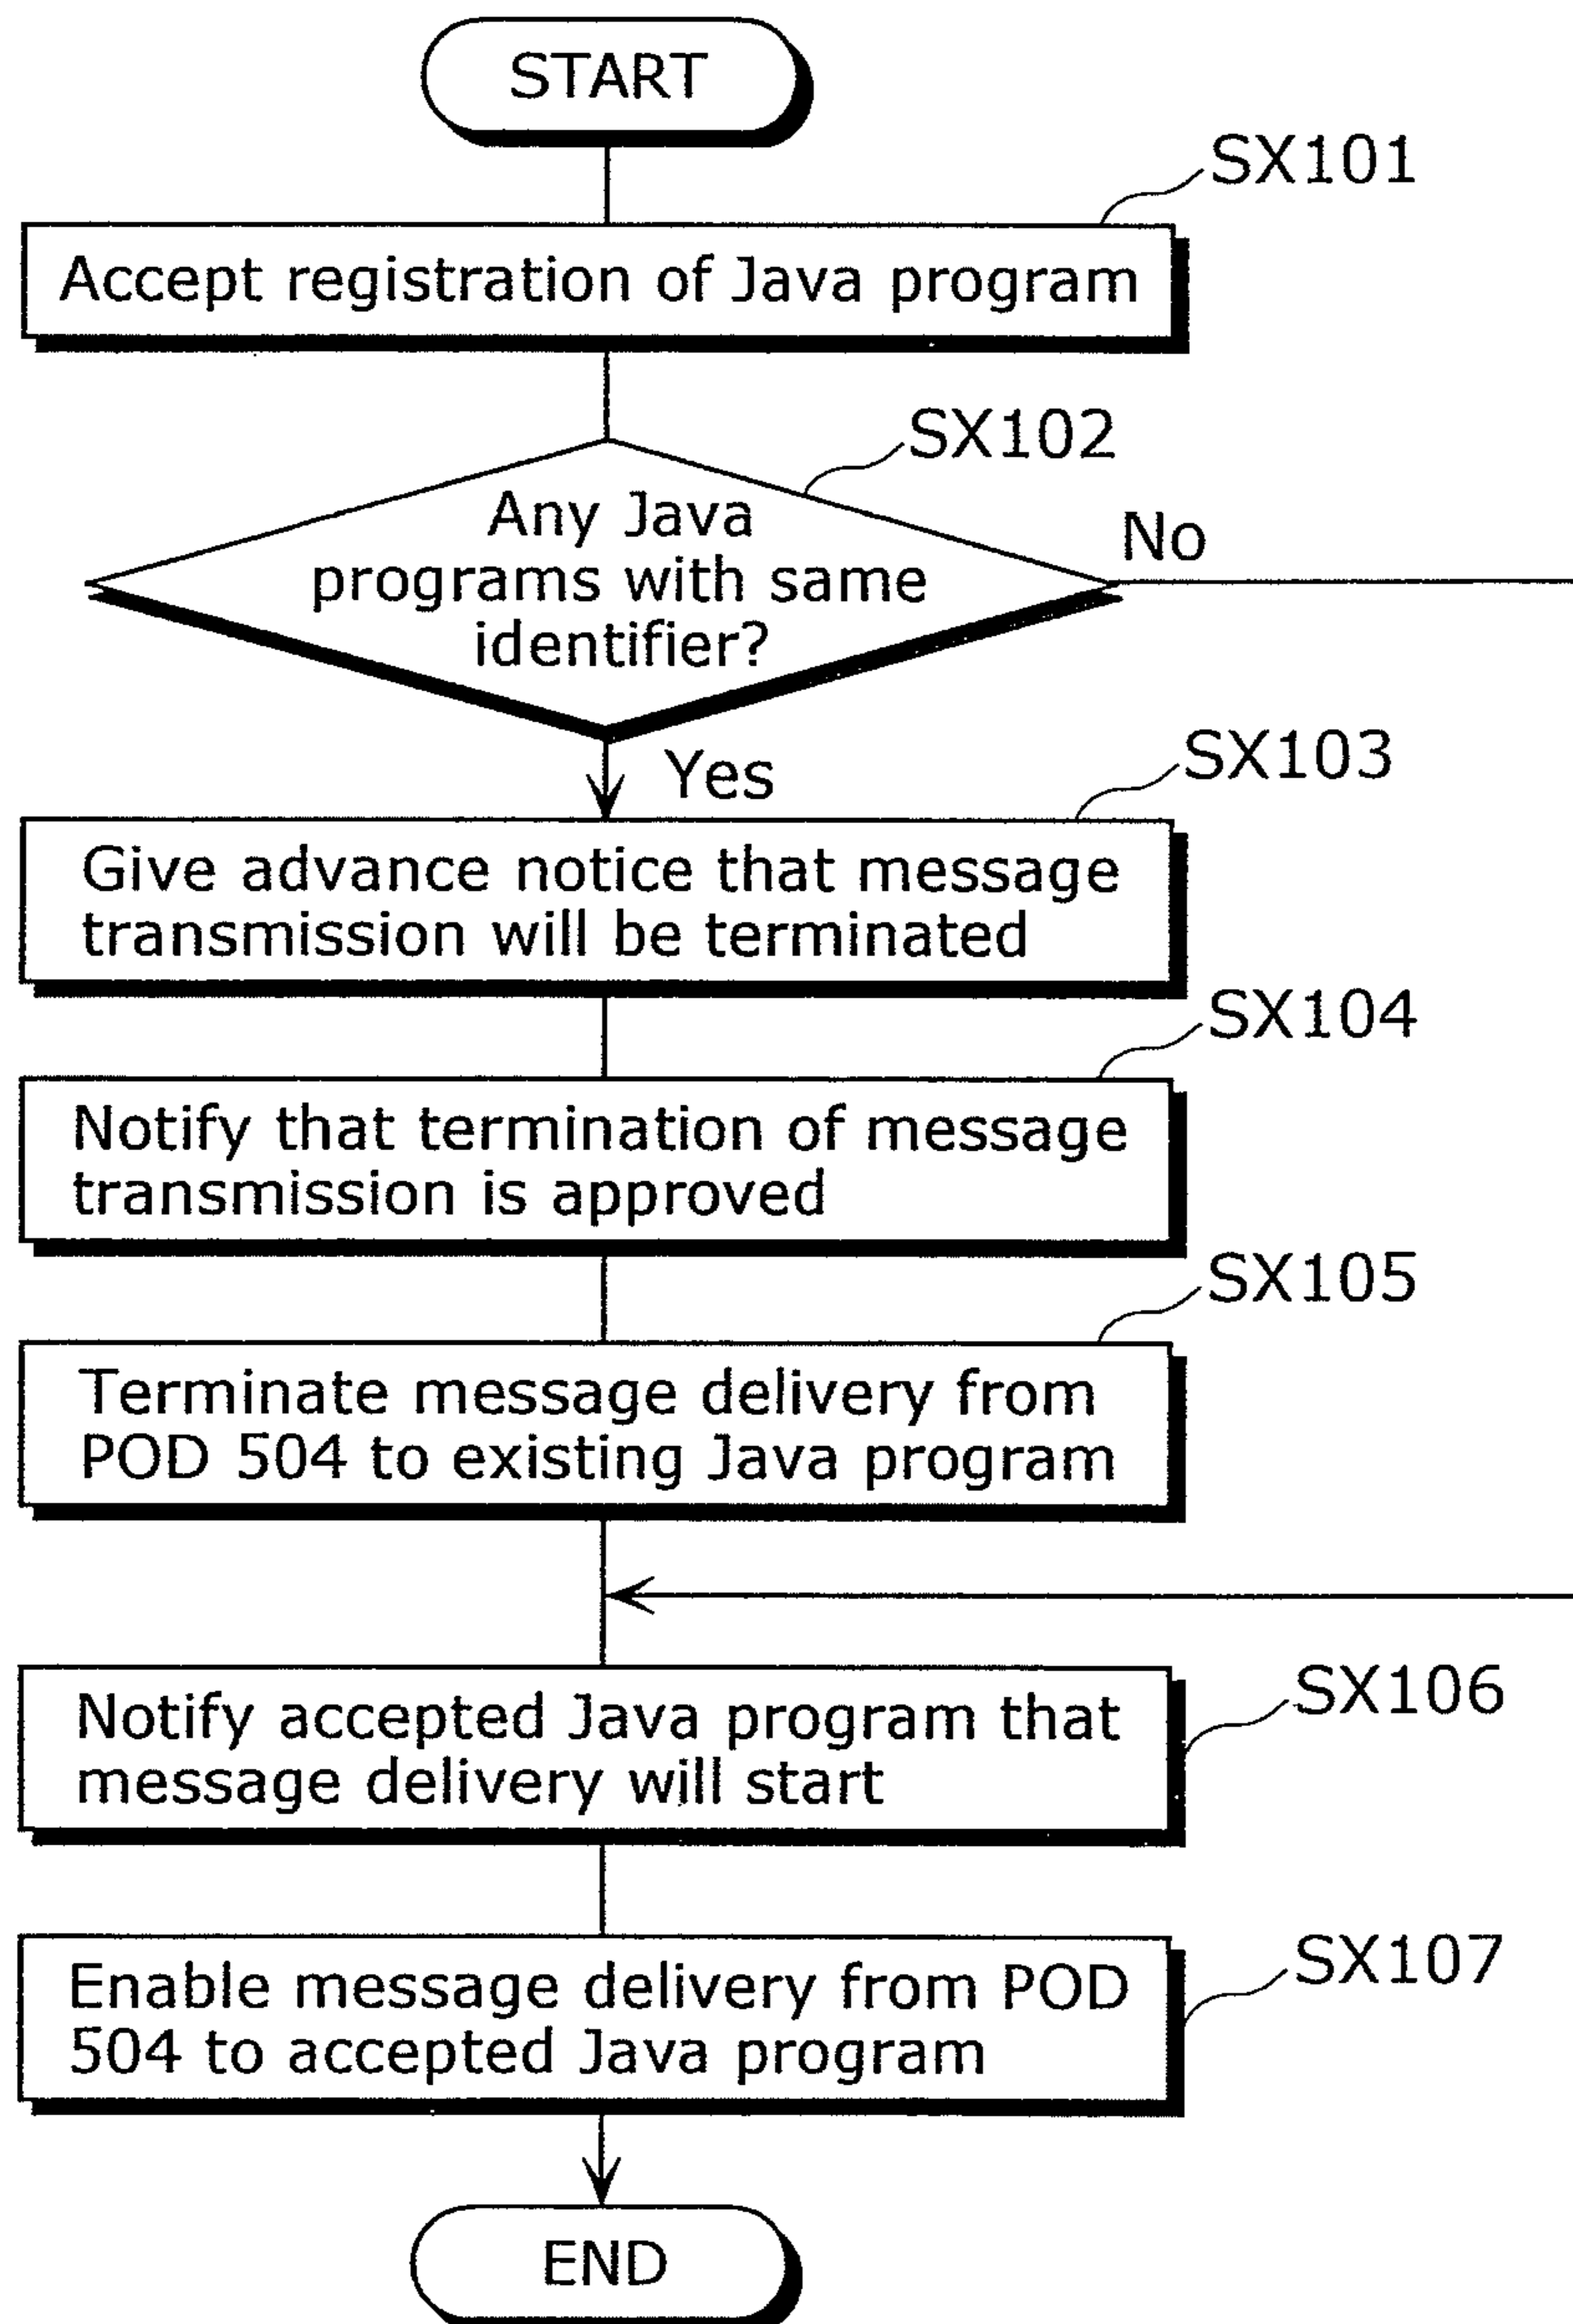 START
SX101
Accept registration of Java program
SX102
Any Java
programs with same
identifier?
No
Yes
SX103
Give advance notice that message
transmission will be terminated
SX104
Notify that termination of message
transmission is approved
SX105
Terminate message delivery from
POD 504 to existing Java program
SX106
Notify accepted Java program that
message delivery will start
SX107
Enable message delivery from POD
504 to accepted Java program
END